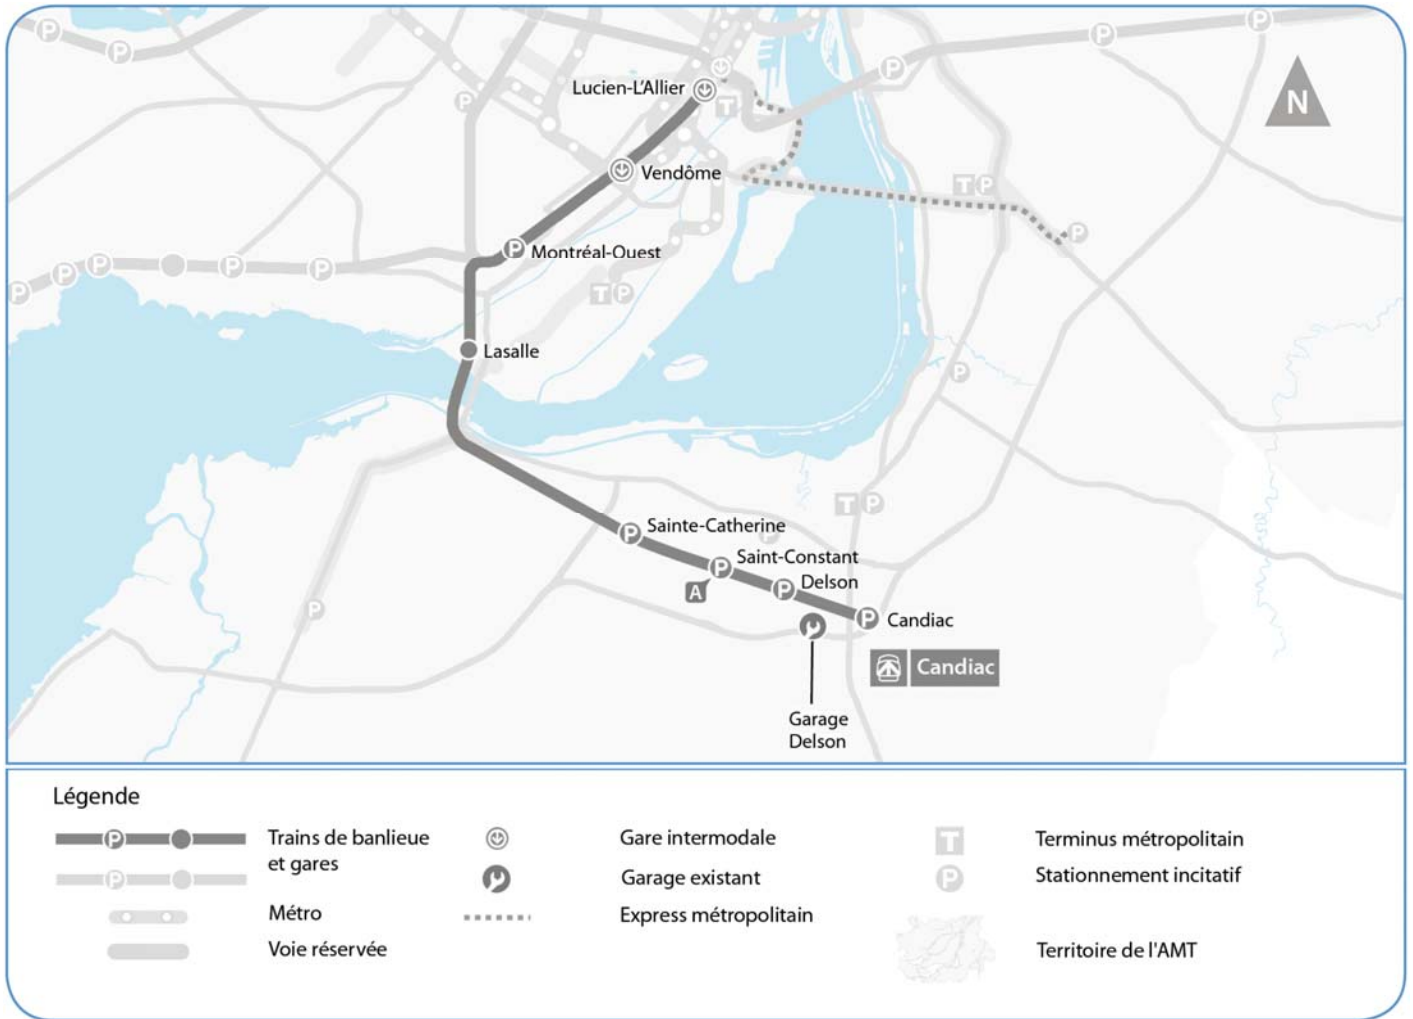 P
P
P
P
Lucien-L'Allier
T
P
N
Vendôme
T P
P
Montréal-Ouest
P
P
P
P
P
P
T P
Lasalle
P
T P
Sainte-Catherine
P
P
Saint-Constant
P
A
Delson
P
P
Candiac
P
Candiac
Garage
Delson
Légende
P
Trains de banlieue
et gares
P
Métro
Voie réservée
Gare intermodale
Garage existant
Express métropolitain
T
Terminus métropolitain
P
Stationnement incitatif
Territoire de l'AMT